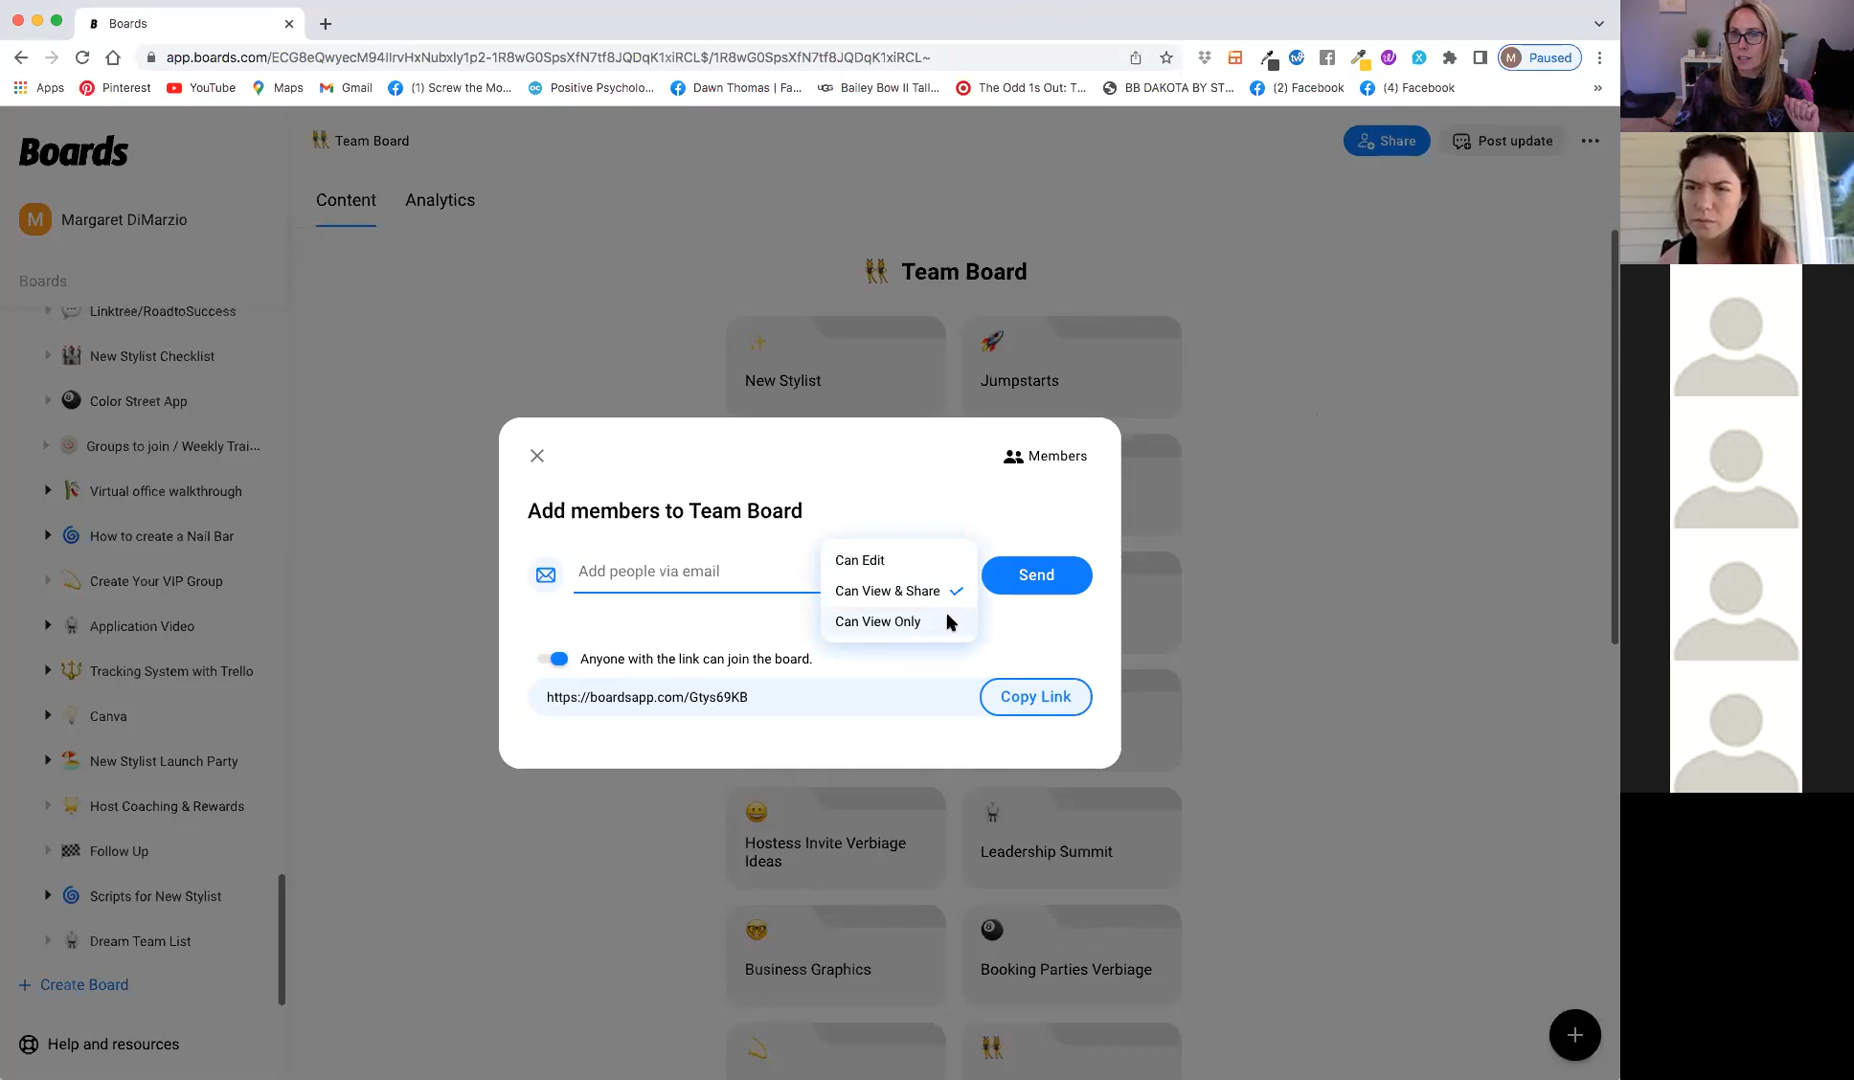 B Boards
app.boards.com/ECG8eQwyecM94IIrvHxNubxly1p2-1R8wG0SpsXfN7tf8JQDqK1xiRCL$/1R8wG0SpsXfN7tf8JQDqK1xiRCL~
M Paused
Apps
Pinterest
YouTube
Maps
Gmail
(1) Screw the Mo...
Positive Psycholo...
Dawn Thomas | Fa...
Bailey Bow II Tall...
The Odd 1s Out: T...
BB DAKOTA BY ST...
(2) Facebook
(4) Facebook
»
Boards
M Margaret DiMarzio
Boards
Linktree/RoadtoSuccess
New Stylist Checklist
Color Street App
Groups to join / Weekly Trai...
Virtual office walkthrough
How to create a Nail Bar
Create Your VIP Group
Application Video
Tracking System with Trello
Canva
New Stylist Launch Party
Host Coaching & Rewards
Follow Up
Scripts for New Stylist
Dream Team List
+ Create Board
Help and resources
Team Board
Share
Post update
Content
Analytics
Team Board
New Stylist
Jumpstarts
Members
Add members to Team Board
Add people via email
Can Edit
Can View & Share
Can View Only
Send
Anyone with the link can join the board.
https://boardsapp.com/Gtys69KB
Copy Link
Hostess Invite Verbiage
Ideas
Leadership Summit
Business Graphics
Booking Parties Verbiage